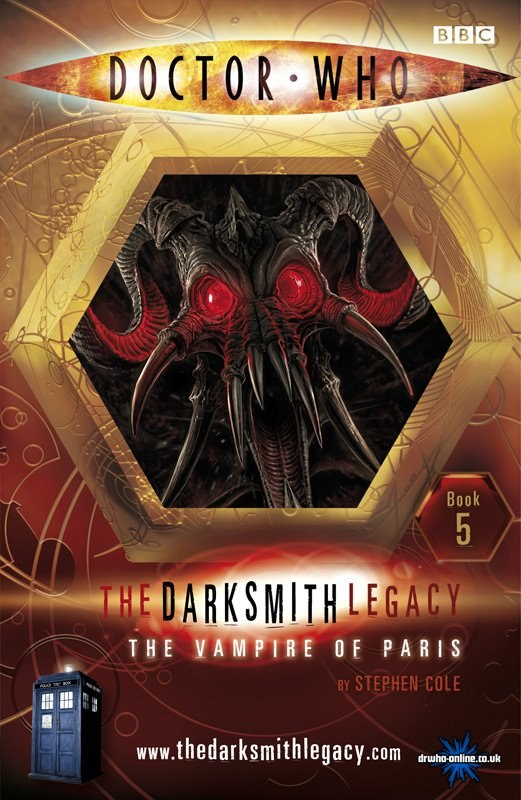 BBC
DOCTOR · WHO
Book
5
THE DARKSMITH LEGACY
THE VAMPIRE OF PARIS
BY STEPHEN COLE
www.thedarksmithlegacy.com
drwho-online.co.uk